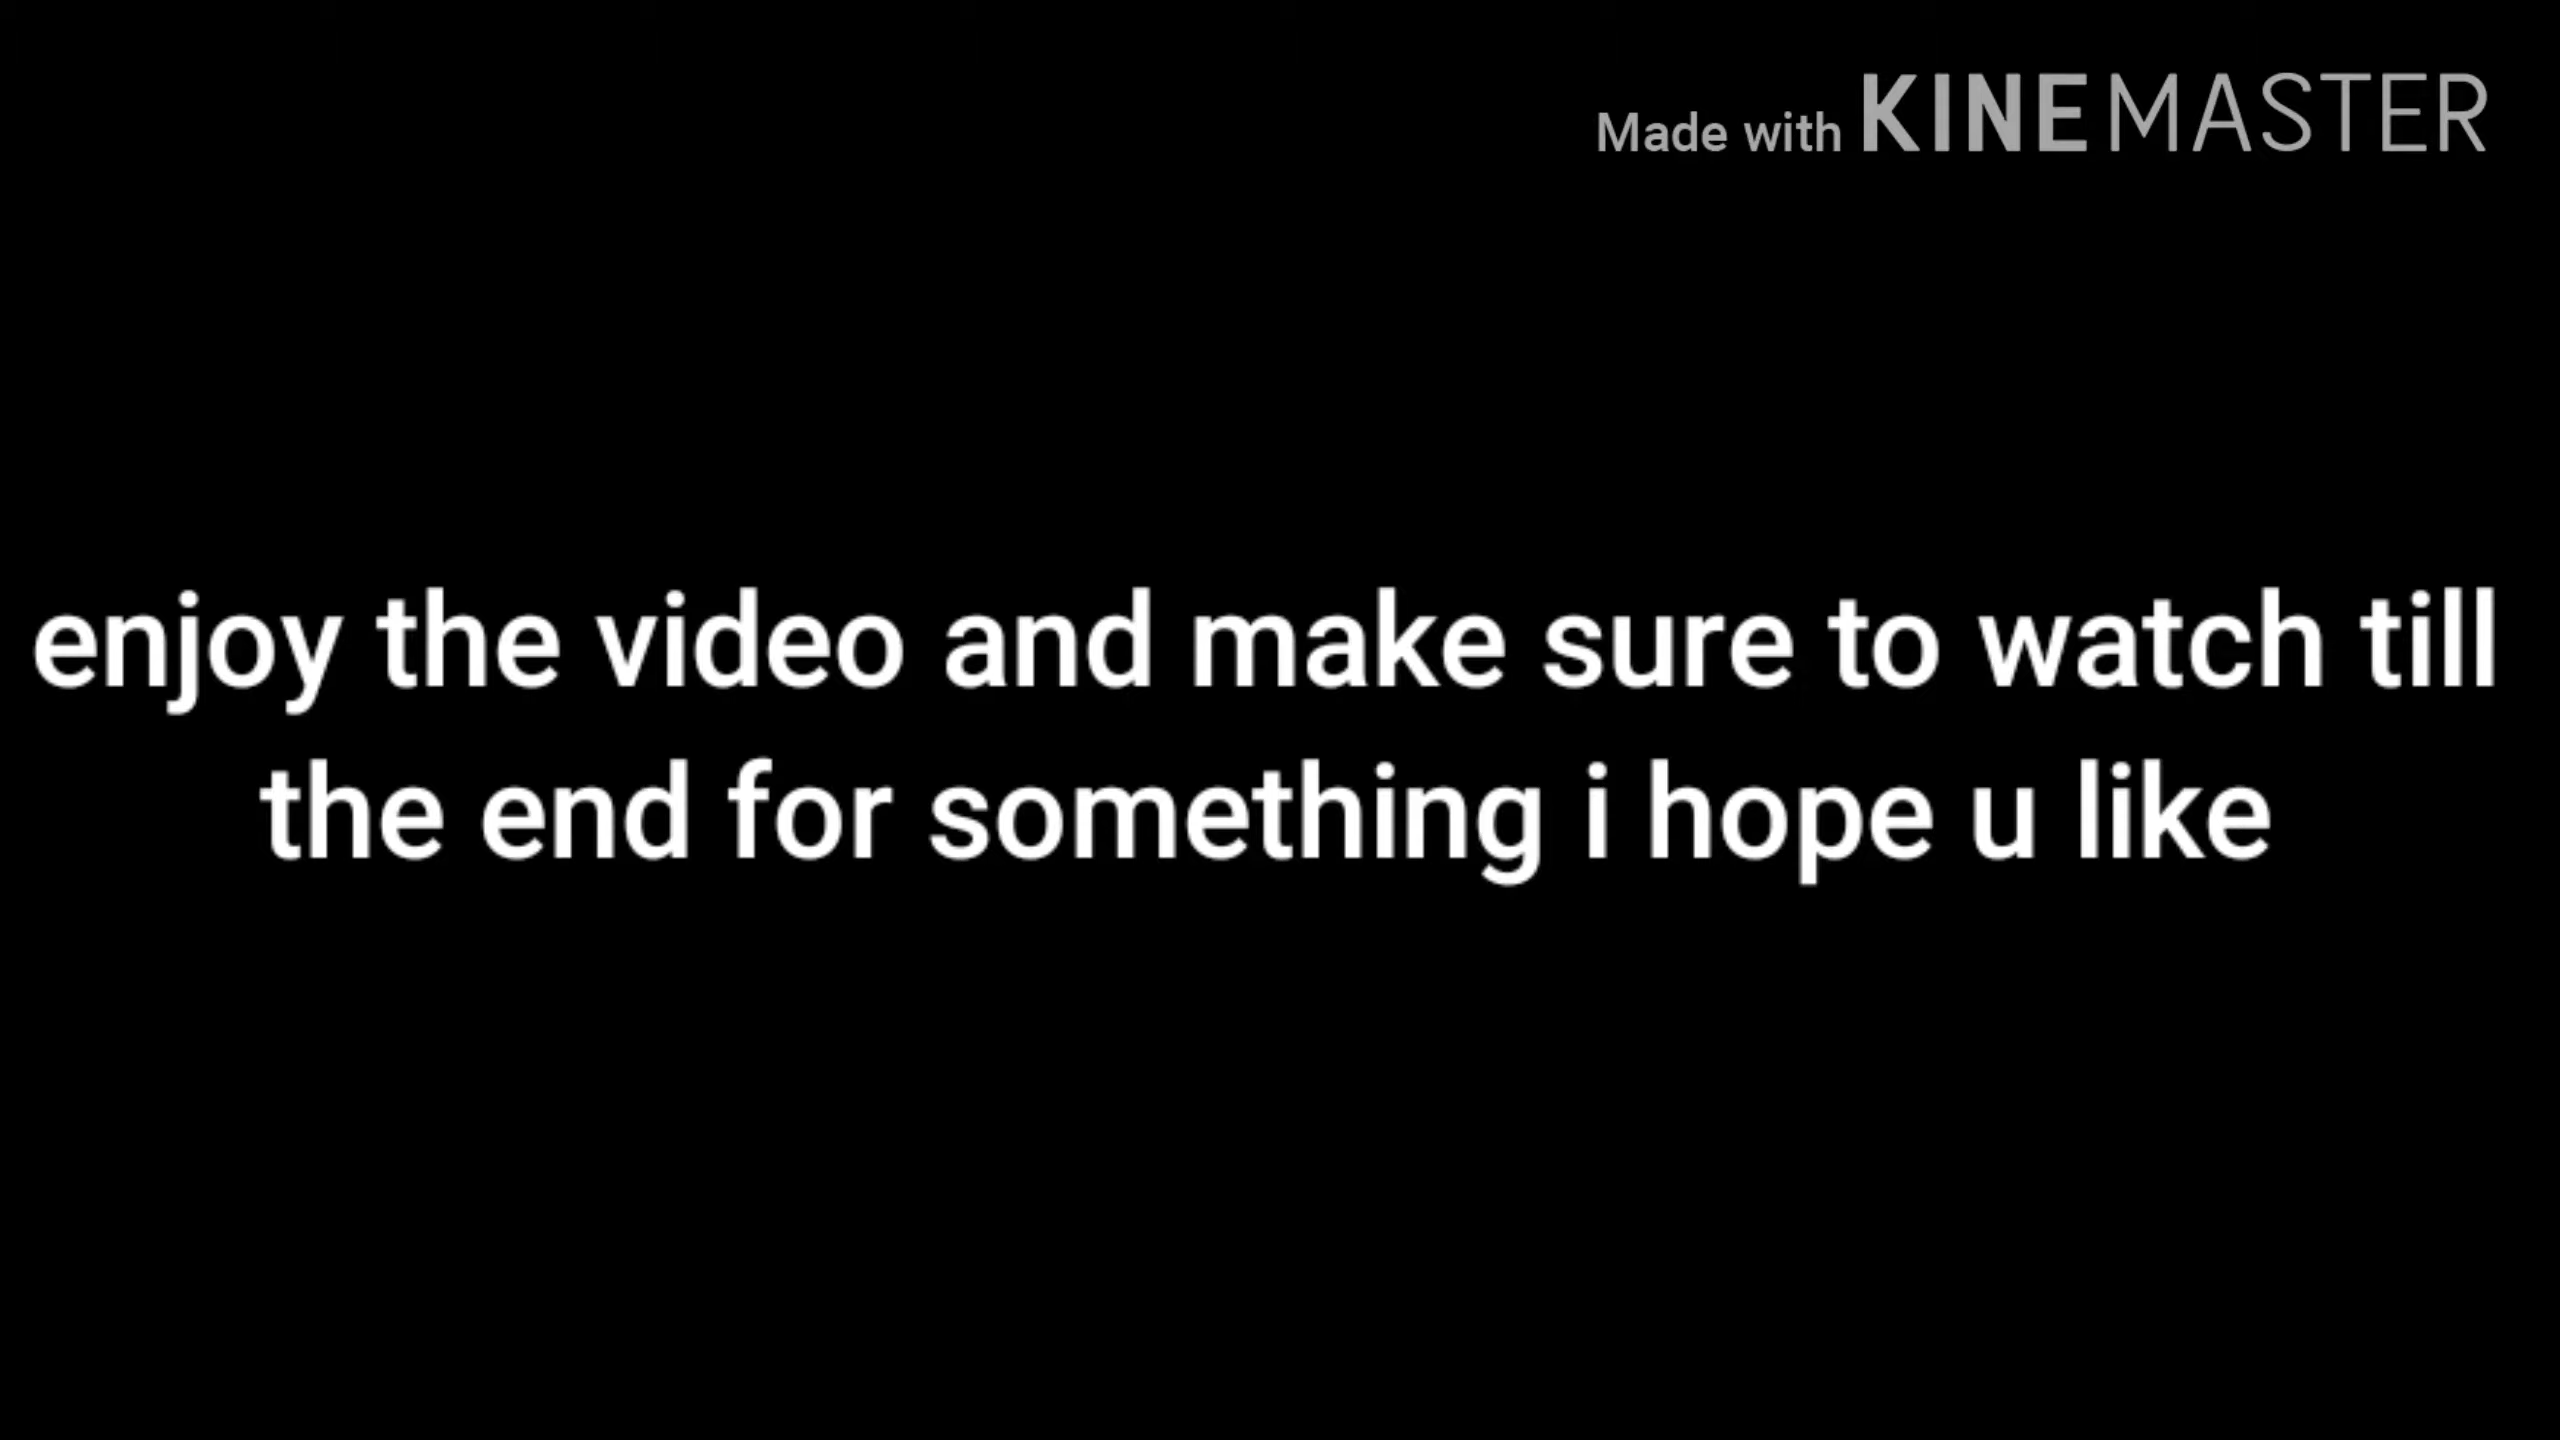 Made with KINEMASTER
enjoy the video and make sure to watch till
the end for something i hope u like